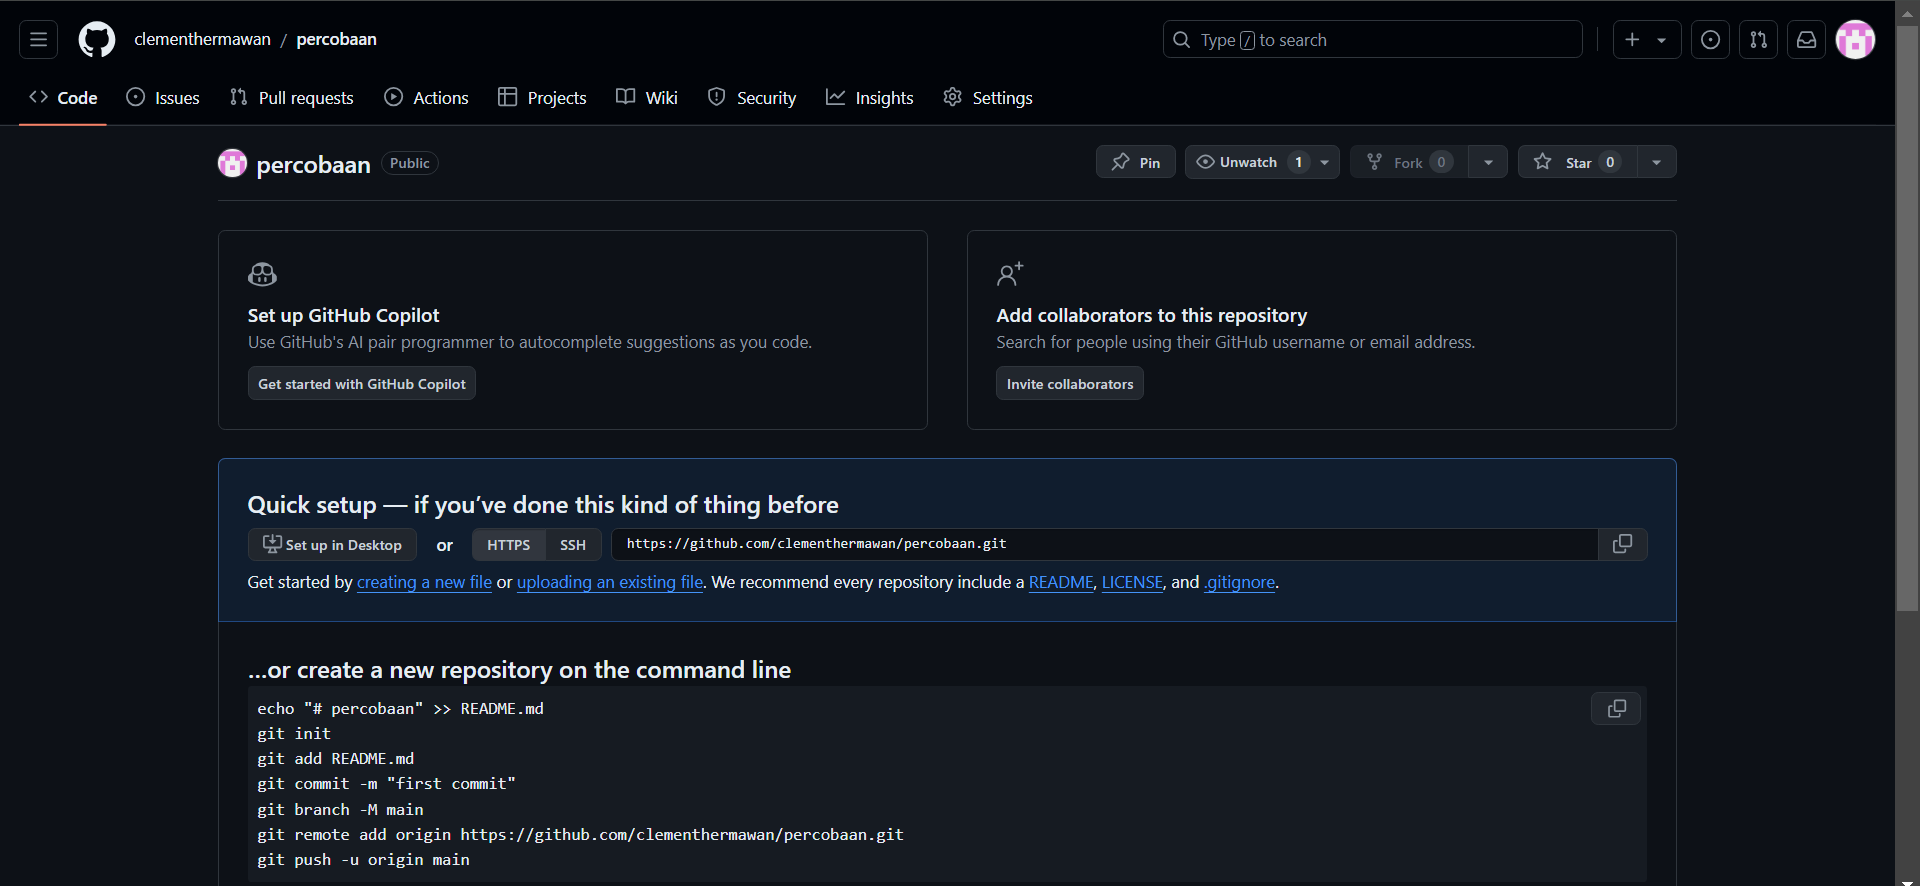 clementhermawan / percobaan
Type / to search
Code Issues Pull requests Actions Projects Wiki Security Insights Settings
percobaan Public
Pin Unwatch 1 Fork 0 Star 0
Set up GitHub Copilot
Use GitHub's AI pair programmer to autocomplete suggestions as you code.
Get started with GitHub Copilot
Add collaborators to this repository
Search for people using their GitHub username or email address.
Invite collaborators
Quick setup — if you’ve done this kind of thing before
Set up in Desktop or HTTPS SSH https://github.com/clementhermawan/percobaan.git
Get started by creating a new file or uploading an existing file. We recommend every repository include a README, LICENSE, and .gitignore.
…or create a new repository on the command line
echo "# percobaan" >> README.md
git init
git add README.md
git commit -m "first commit"
git branch -M main
git remote add origin https://github.com/clementhermawan/percobaan.git
git push -u origin main